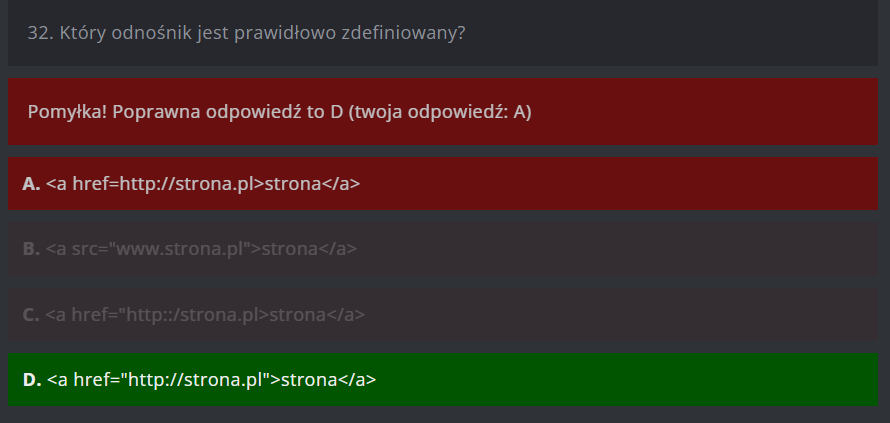 32. Który odnośnik jest prawidłowo zdefiniowany?
Pomyłka! Poprawna odpowiedź to D (twoja odpowiedź: A)
A. <a href=http://strona.pl>strona</a>
B. <a src="www.strona.pl">strona</a>
C. <a href="http::/strona.pl>strona</a>
D. <a href="http://strona.pl">strona</a>